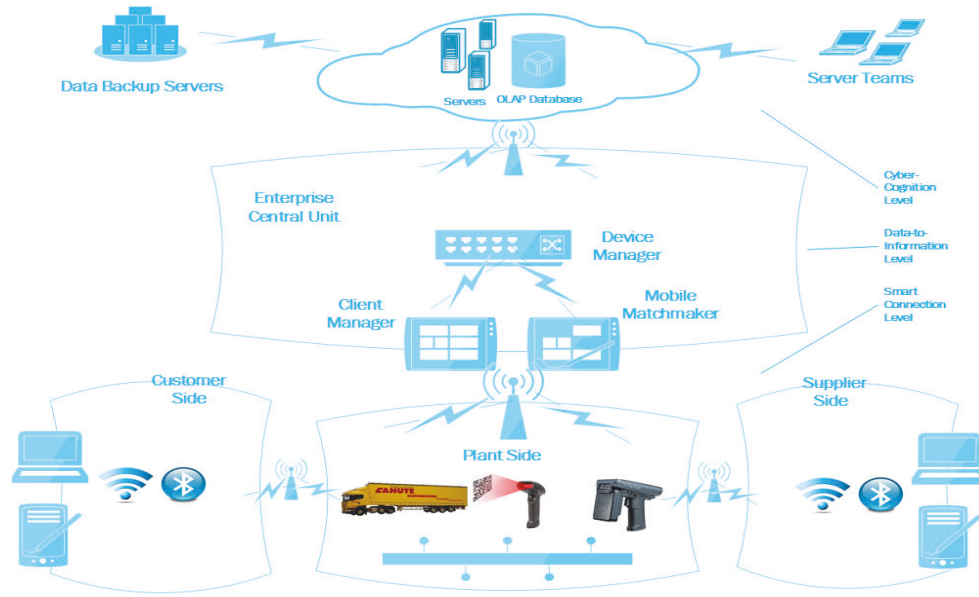 Data Backup Servers
Servers
OLAP Database
Server Teams
Enterprise
Central Unit
Cyber-
Cognition
Level
Device
Manager
Data-to-
Information
Level
Client
Manager
Mobile
Matchmaker
Smart
Connection
Level
Customer
Side
Plant Side
Supplier
Side
CANUTE